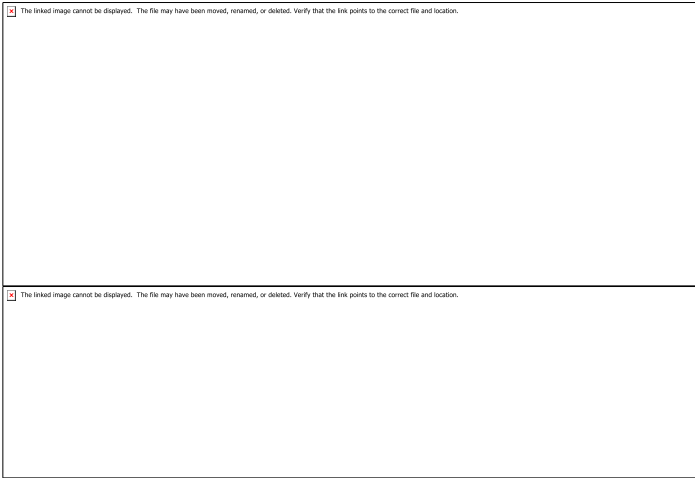 The linked image cannot be displayed.  The file may have been moved, renamed, or deleted. Verify that the link points to the correct file and location.
The linked image cannot be displayed.  The file may have been moved, renamed, or deleted. Verify that the link points to the correct file and location.